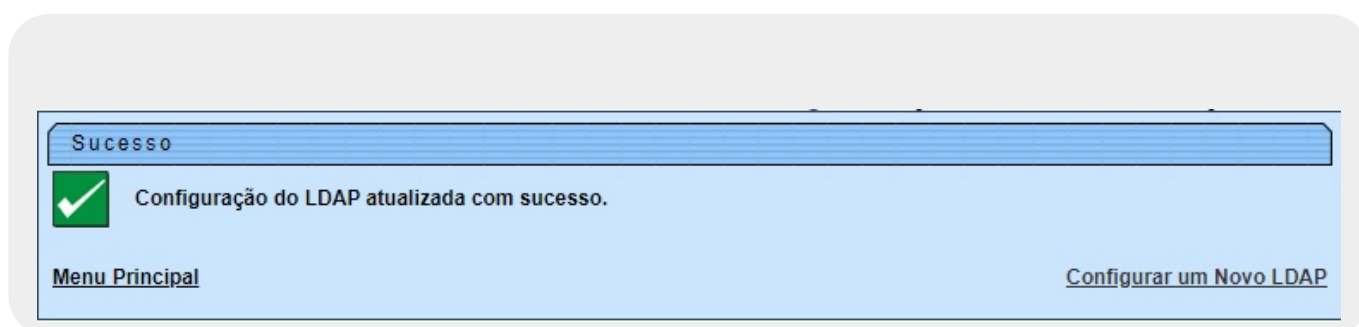 Sucesso
Configuração do LDAP atualizada com sucesso.
Menu Principal
Configurar um Novo LDAP